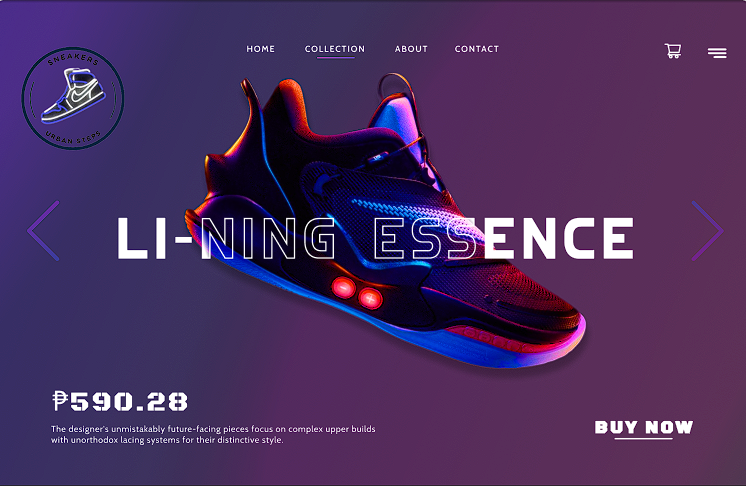 HOME COLLECTION ABOUT CONTACT
SNEAKERS
URBAN STEPS
LI-NING ESSENCE
₱590.28
The designer's unmistakably future-facing pieces focus on complex upper builds
with unorthodox lacing systems for their distinctive style.
BUY NOW